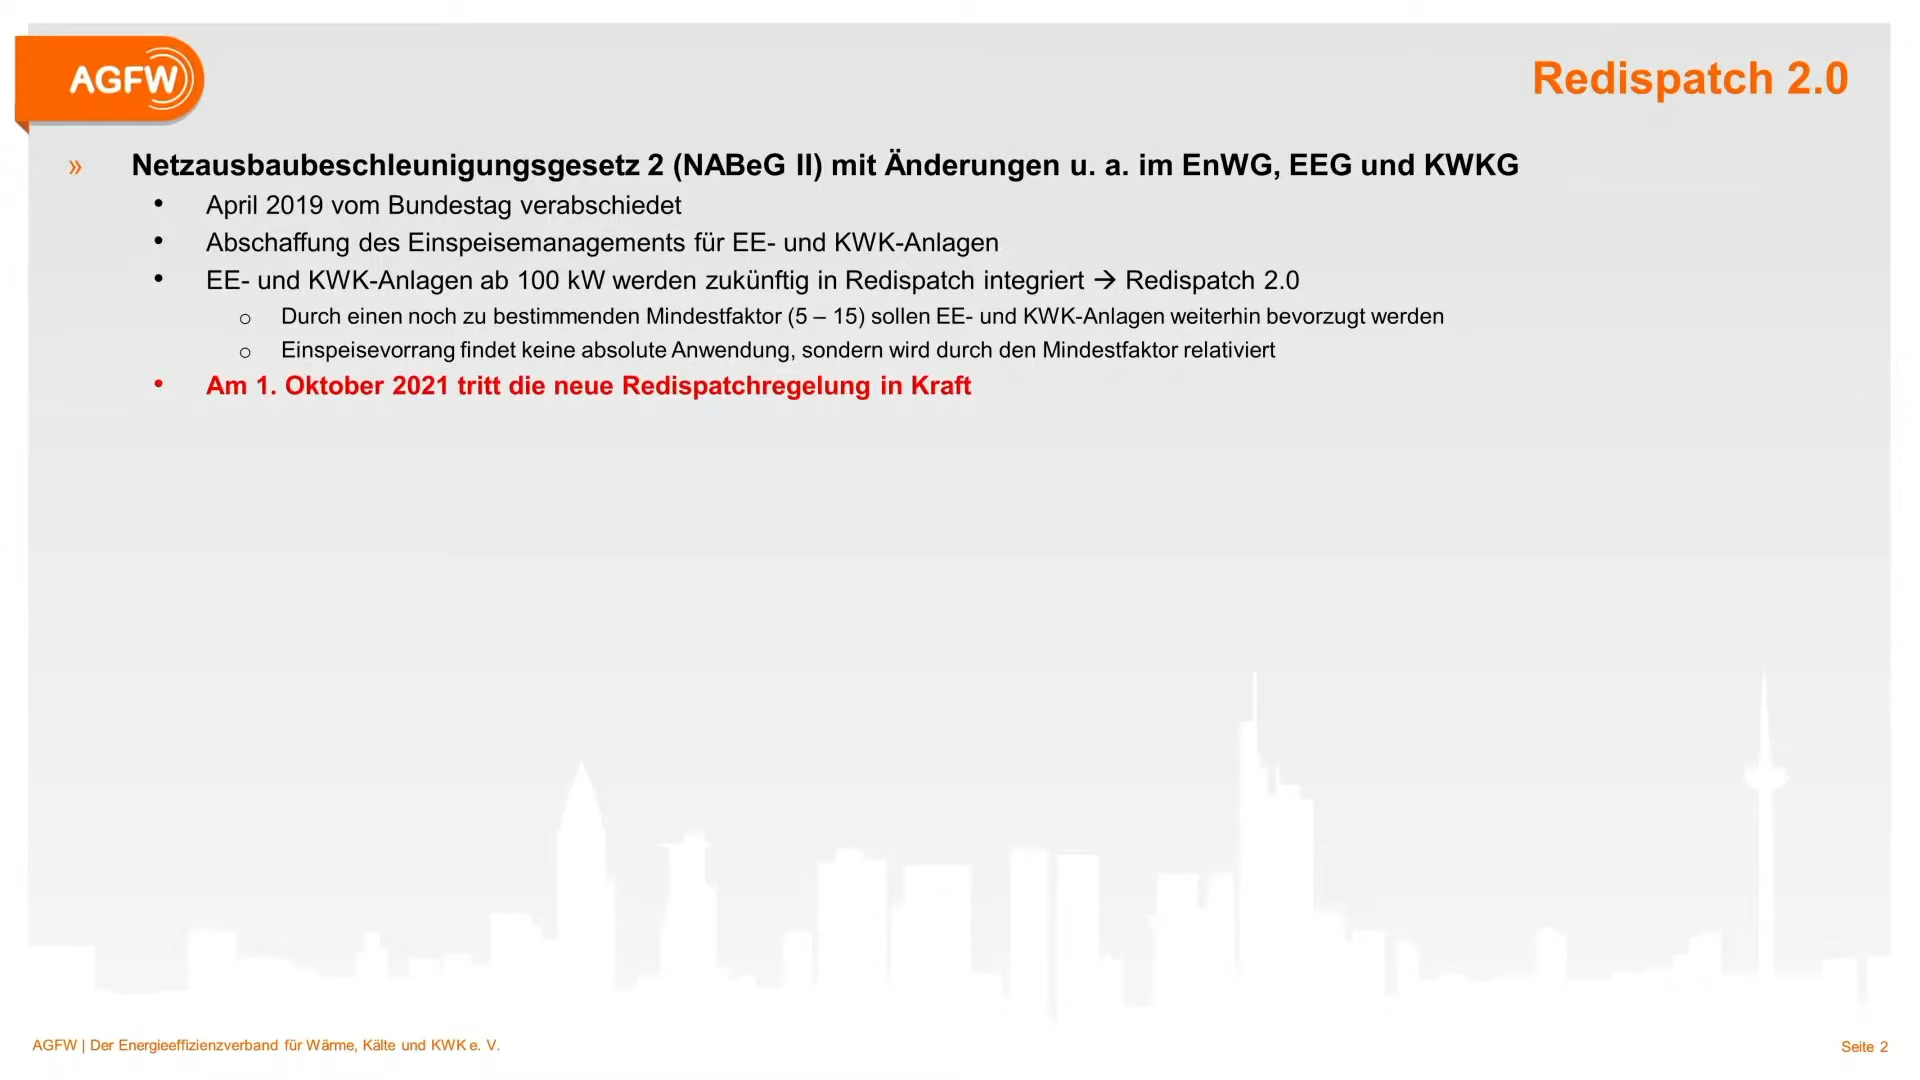 AGFW
Redispatch 2.0
» Netzausbaubeschleunigungsgesetz 2 (NABeG II) mit Änderungen u. a. im EnWG, EEG und KWKG
• April 2019 vom Bundestag verabschiedet
• Abschaffung des Einspeisemanagements für EE- und KWK-Anlagen
• EE- und KWK-Anlagen ab 100 kW werden zukünftig in Redispatch integriert → Redispatch 2.0
o Durch einen noch zu bestimmenden Mindestfaktor (5 – 15) sollen EE- und KWK-Anlagen weiterhin bevorzugt werden
o Einspeisevorrang findet keine absolute Anwendung, sondern wird durch den Mindestfaktor relativiert
• Am 1. Oktober 2021 tritt die neue Redispatchregelung in Kraft
AGFW | Der Energieeffizienzverband für Wärme, Kälte und KWK e. V.
Seite 2